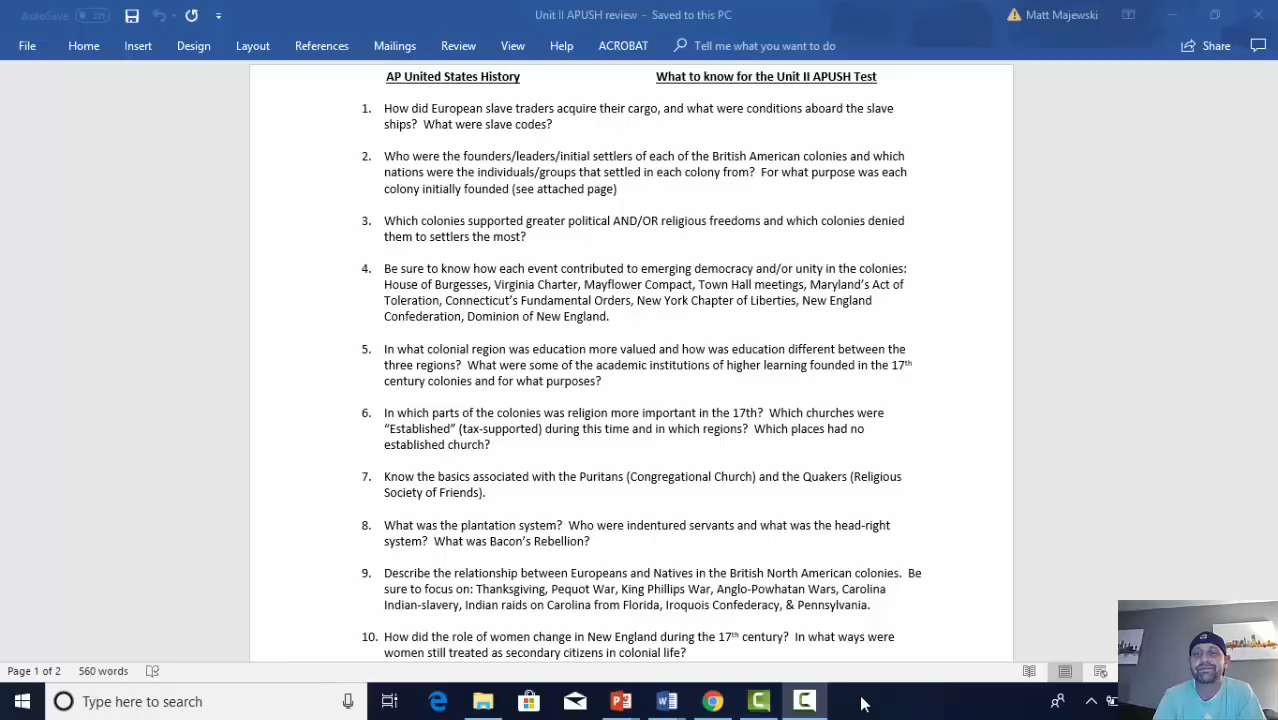 AutoSave Off
Unit II APUSH review - Saved to this PC
Matt Majewski
File Home Insert Design Layout References Mailings Review View Help ACROBAT Tell me what you want to do Share
AP United States History What to know for the Unit II APUSH Test
1. How did European slave traders acquire their cargo, and what were conditions aboard the slave
ships? What were slave codes?
2. Who were the founders/leaders/initial settlers of each of the British American colonies and which
nations were the individuals/groups that settled in each colony from? For what purpose was each
colony initially founded (see attached page)
3. Which colonies supported greater political AND/OR religious freedoms and which colonies denied
them to settlers the most?
4. Be sure to know how each event contributed to emerging democracy and/or unity in the colonies:
House of Burgesses, Virginia Charter, Mayflower Compact, Town Hall meetings, Maryland's Act of
Toleration, Connecticut's Fundamental Orders, New York Chapter of Liberties, New England
Confederation, Dominion of New England.
5. In what colonial region was education more valued and how was education different between the
three regions? What were some of the academic institutions of higher learning founded in the 17th
century colonies and for what purposes?
6. In which parts of the colonies was religion more important in the 17th? Which churches were
“Established” (tax-supported) during this time and in which regions? Which places had no
established church?
7. Know the basics associated with the Puritans (Congregational Church) and the Quakers (Religious
Society of Friends).
8. What was the plantation system? Who were indentured servants and what was the head-right
system? What was Bacon's Rebellion?
9. Describe the relationship between Europeans and Natives in the British North American colonies. Be
sure to focus on: Thanksgiving, Pequot War, King Phillips War, Anglo-Powhatan Wars, Carolina
Indian-slavery, Indian raids on Carolina from Florida, Iroquois Confederacy, & Pennsylvania.
10. How did the role of women change in New England during the 17th century? In what ways were
women still treated as secondary citizens in colonial life?
Page 1 of 2 560 words
Type here to search